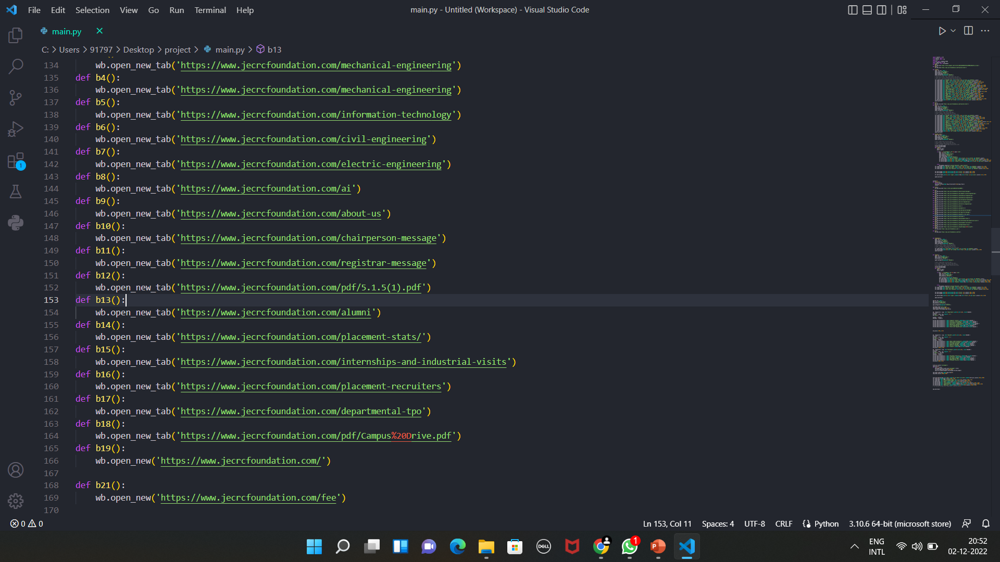 File Edit Selection View Go Run Terminal Help
main.py - Untitled (Workspace) - Visual Studio Code
main.py
C: > Users > 91797 > Desktop > project > main.py > b13
134 wb.open_new_tab('https://www.jecrcfoundation.com/mechanical-engineering')
135 def b4():
136 wb.open_new_tab('https://www.jecrcfoundation.com/mechanical-engineering')
137 def b5():
138 wb.open_new_tab('https://www.jecrcfoundation.com/information-technology')
139 def b6():
140 wb.open_new_tab('https://www.jecrcfoundation.com/civil-engineering')
141 def b7():
142 wb.open_new_tab('https://www.jecrcfoundation.com/electric-engineering')
143 def b8():
144 wb.open_new_tab('https://www.jecrcfoundation.com/ai')
145 def b9():
146 wb.open_new_tab('https://www.jecrcfoundation.com/about-us')
147 def b10():
148 wb.open_new_tab('https://www.jecrcfoundation.com/chairperson-message')
149 def b11():
150 wb.open_new_tab('https://www.jecrcfoundation.com/registrar-message')
151 def b12():
152 wb.open_new_tab('https://www.jecrcfoundation.com/pdf/5.1.5(1).pdf')
153 def b13():
154 wb.open_new_tab('https://www.jecrcfoundation.com/alumni')
155 def b14():
156 wb.open_new_tab('https://www.jecrcfoundation.com/placement-stats/')
157 def b15():
158 wb.open_new_tab('https://www.jecrcfoundation.com/internships-and-industrial-visits')
159 def b16():
160 wb.open_new_tab('https://www.jecrcfoundation.com/placement-recruiters')
161 def b17():
162 wb.open_new_tab('https://www.jecrcfoundation.com/departmental-tpo')
163 def b18():
164 wb.open_new_tab('https://www.jecrcfoundation.com/pdf/Campus%20Drive.pdf')
165 def b19():
166 wb.open_new('https://www.jecrcfoundation.com/')
167
168 def b21():
169 wb.open_new('https://www.jecrcfoundation.com/fee')
170
1
0 0
Ln 153, Col 11 Spaces: 4 UTF-8 CRLF Python 3.10.6 64-bit (microsoft store)
DELL
1
P
ENG
INTL
20:52
02-12-2022